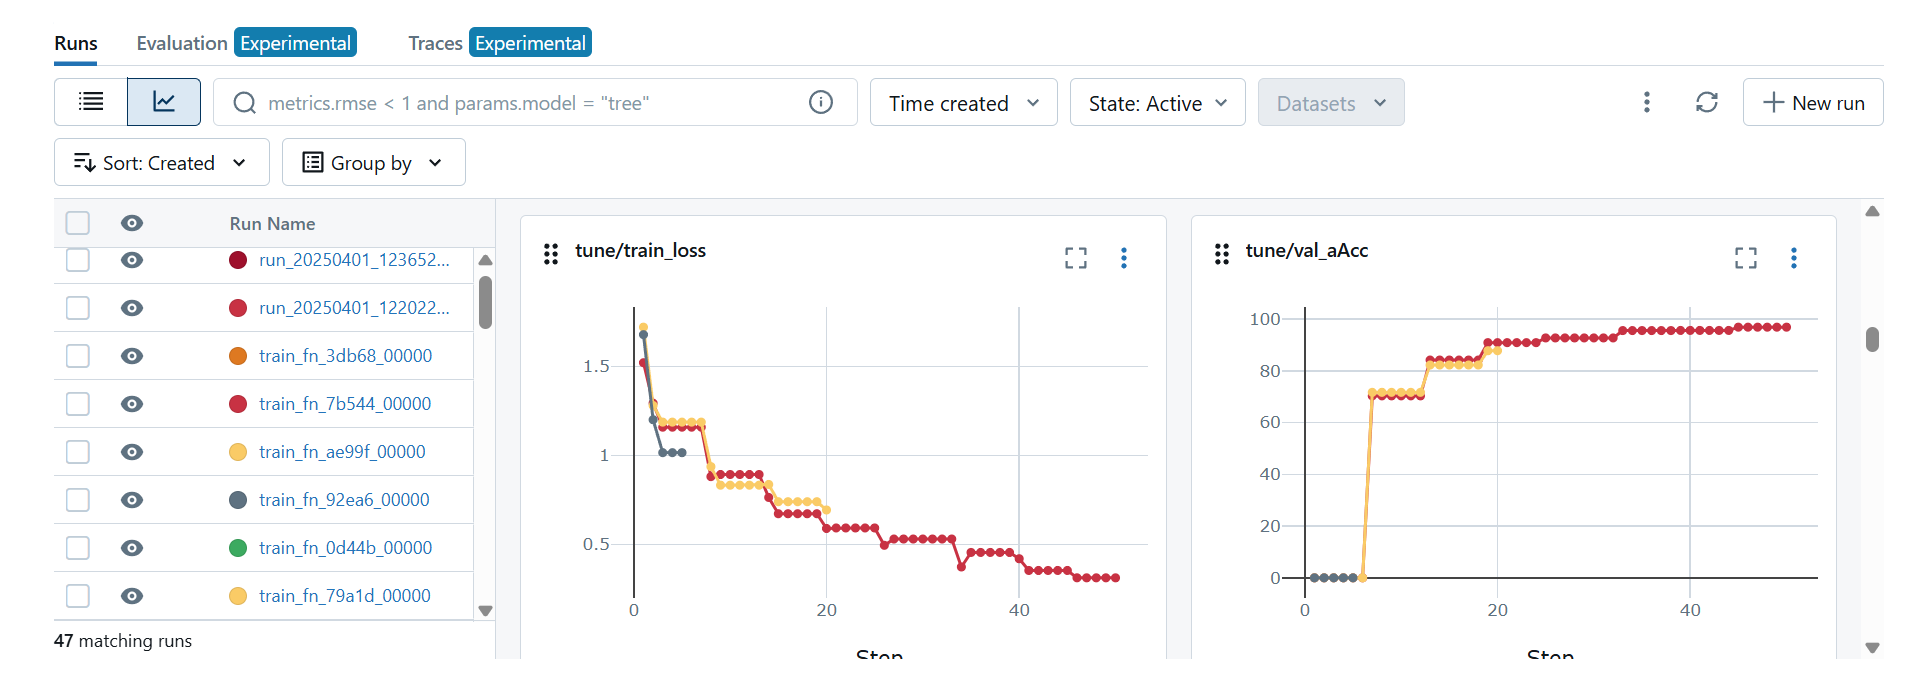 Runs Evaluation Experimental Traces Experimental
metrics.rmse < 1 and params.model = "tree" Time created State: Active Datasets New run
Sort: Created Group by
Run Name
run_20250401_123652...
run_20250401_122022...
train_fn_3db68_00000
train_fn_7b544_00000
train_fn_ae99f_00000
train_fn_92ea6_00000
train_fn_0d44b_00000
train_fn_79a1d_00000
47 matching runs
tune/train_loss
1.5
1
0.5
0 20 40
Step
tune/val_aAcc
100
80
60
40
20
0
0 20 40
Step